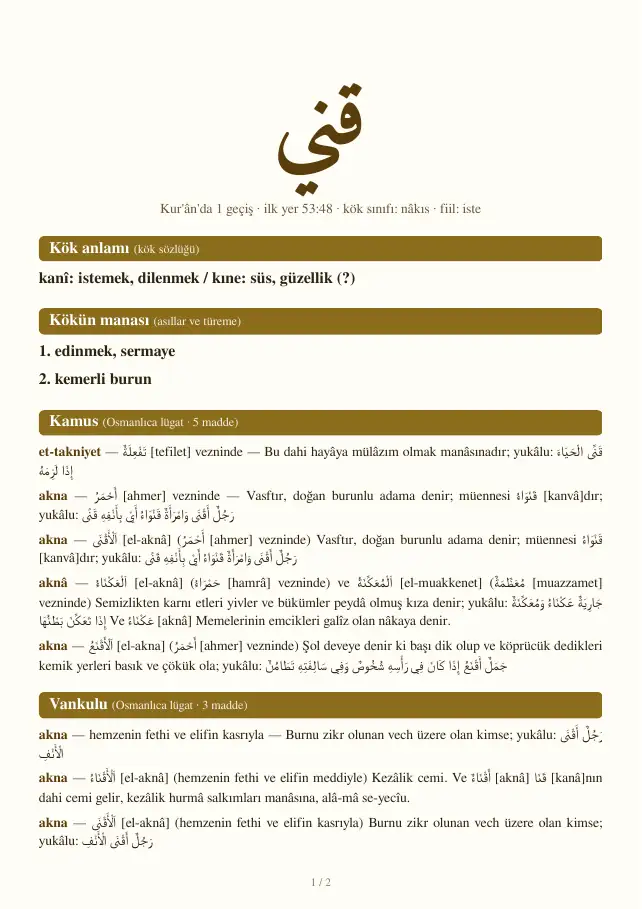 قني
Kur'ân'da 1 geçiş · ilk yer 53:48 · kök sınıfı: nâkıs · fiil: iste
Kök anlamı (kök sözlüğü)
kanî: istemek, dilenmek / kıne: süs, güzellik (?)
Kökün manası (asıllar ve türeme)
1. edinmek, sermaye
2. kemerli burun
Kamus (Osmanlıca lügat · 5 madde)
et-takniyet — تَفْعِلَةٌ [tefilet] vezninde — Bu dahi hayâya mülâzım olmak manâsınadır; yukâlu: قَنَّى الْحَيَاءَ
إِذَا لَزِمَهُ
akna — أَحْمَرُ [ahmer] vezninde — Vasftır, doğan burunlu adama denir; müennesi قَنْوَاءُ [kanvâ]dır;
yukâlu: رَجُلٌ أَقْنَى وَامْرَأَةٌ قَنْوَاءُ أَيْ بِأَنْفِهِ قَنًى
akna — اَلْأَقْنَى [el-akna] (أَحْمَرُ [ahmer] vezninde) Vasftır, doğan burunlu adama denir; müennesi قَنْوَاءُ
[kanvâ]dır; yukâlu: رَجُلٌ أَقْنَى وَامْرَأَةٌ قَنْوَاءُ أَيْ بِأَنْفِهِ قَنًى
aknâ — اَلْعَكْنَاءُ [el-aknâ] (حَمْرَاءُ [hamrâ] vezninde) ve اَلْمُعَكَّنَةُ [el-muakkenet] (مُعَظَّمَةٌ [muazzamet]
vezninde) Semizlikten karnı etleri yivler ve bükümler peydâ olmuş kıza denir; yukâlu: جَارِيَةٌ عَكْنَاءُ وَمُعَكَّنَةٌ
إِذَا تَعَكَّنَ بَطْنُهَا Ve عَكْنَاءُ [aknâ] Memelerinin emcikleri galîz olan nâkaya denir.
akna — اَلْأَقْنَعُ [el-akna] (أَحْمَرُ [ahmer] vezninde) Şol deveye denir ki başı dik olup ve köprücük dedikleri
kemik yerleri basık ve çökük ola; yukâlu: جَمَلٌ أَقْنَعُ إِذَا كَانَ فِي رَأْسِهِ شُخُوصٌ وَفِي سَالِفَتِهِ تَطَامُنٌ
Vankulu (Osmanlıca lügat · 3 madde)
akna — hemzenin fethi ve elifin kasrıyla — Burnu zikr olunan vech üzere olan kimse; yukâlu: رَجُلٌ أَقْنَى
الْأَنْفِ
akna — اَلْأَقْنَاءُ [el-aknâ] (hemzenin fethi ve elifin meddiyle) Kezâlik cemi. Ve أَقْنَاءٌ [aknâ] قَنَا [kanâ]nın
dahi cemi gelir, kezâlik hurmâ salkımları manâsına, alâ-mâ se-yecîu.
akna — اَلْأَقْنَى [el-aknâ] (hemzenin fethi ve elifin kasrıyla) Burnu zikr olunan vech üzere olan kimse;
yukâlu: رَجُلٌ أَقْنَى الْأَنْفِ
1 / 2